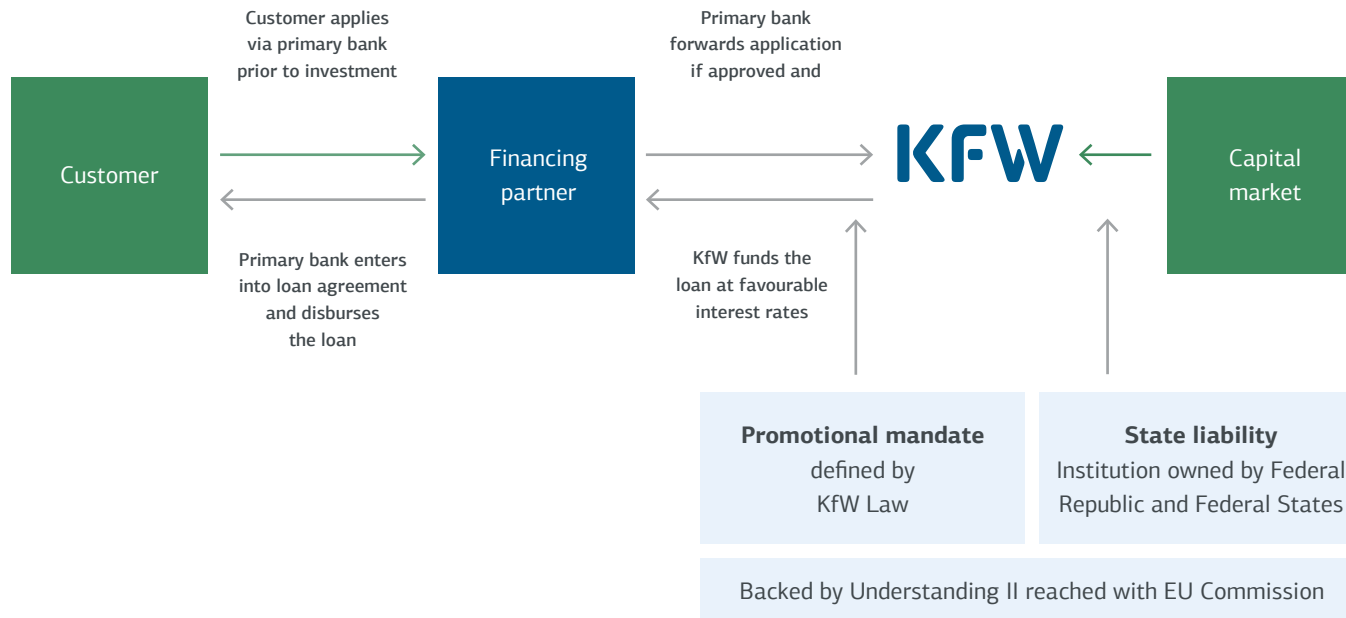 Customer applies
via primary bank
prior to investment
Primary bank
forwards application
if approved and
Customer
Financing
partner
KFW
Capital
market
Primary bank enters
into loan agreement
and disburses
the loan
KfW funds the
loan at favourable
interest rates
Promotional mandate
defined by
KfW Law
State liability
Institution owned by Federal
Republic and Federal States
Backed by Understanding II reached with EU Commission